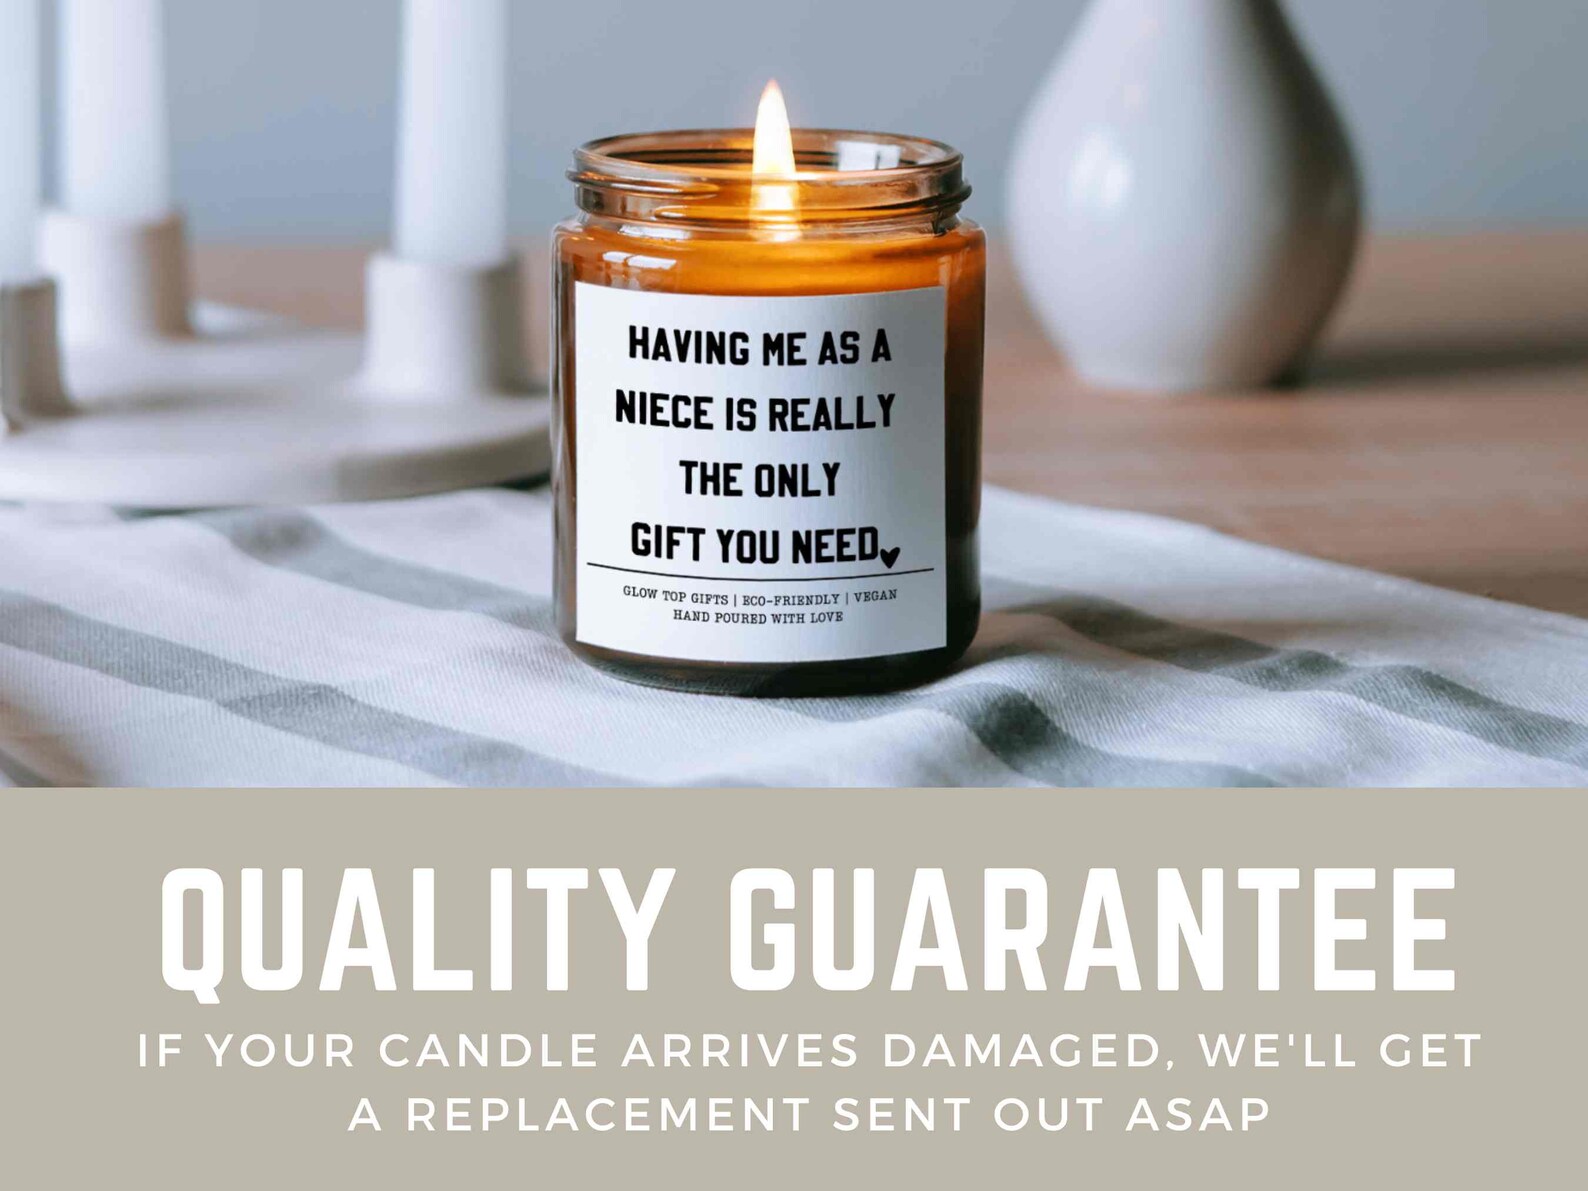 HAVING ME AS A
NIECE IS REALLY
THE ONLY
GIFT YOU NEED
GLOW TOP GIFTS | ECO-FRIENDLY | VEGAN
HAND POURED WITH LOVE
QUALITY GUARANTEE
IF YOUR CANDLE ARRIVES DAMAGED, WE'LL GET
A REPLACEMENT SENT OUT ASAP